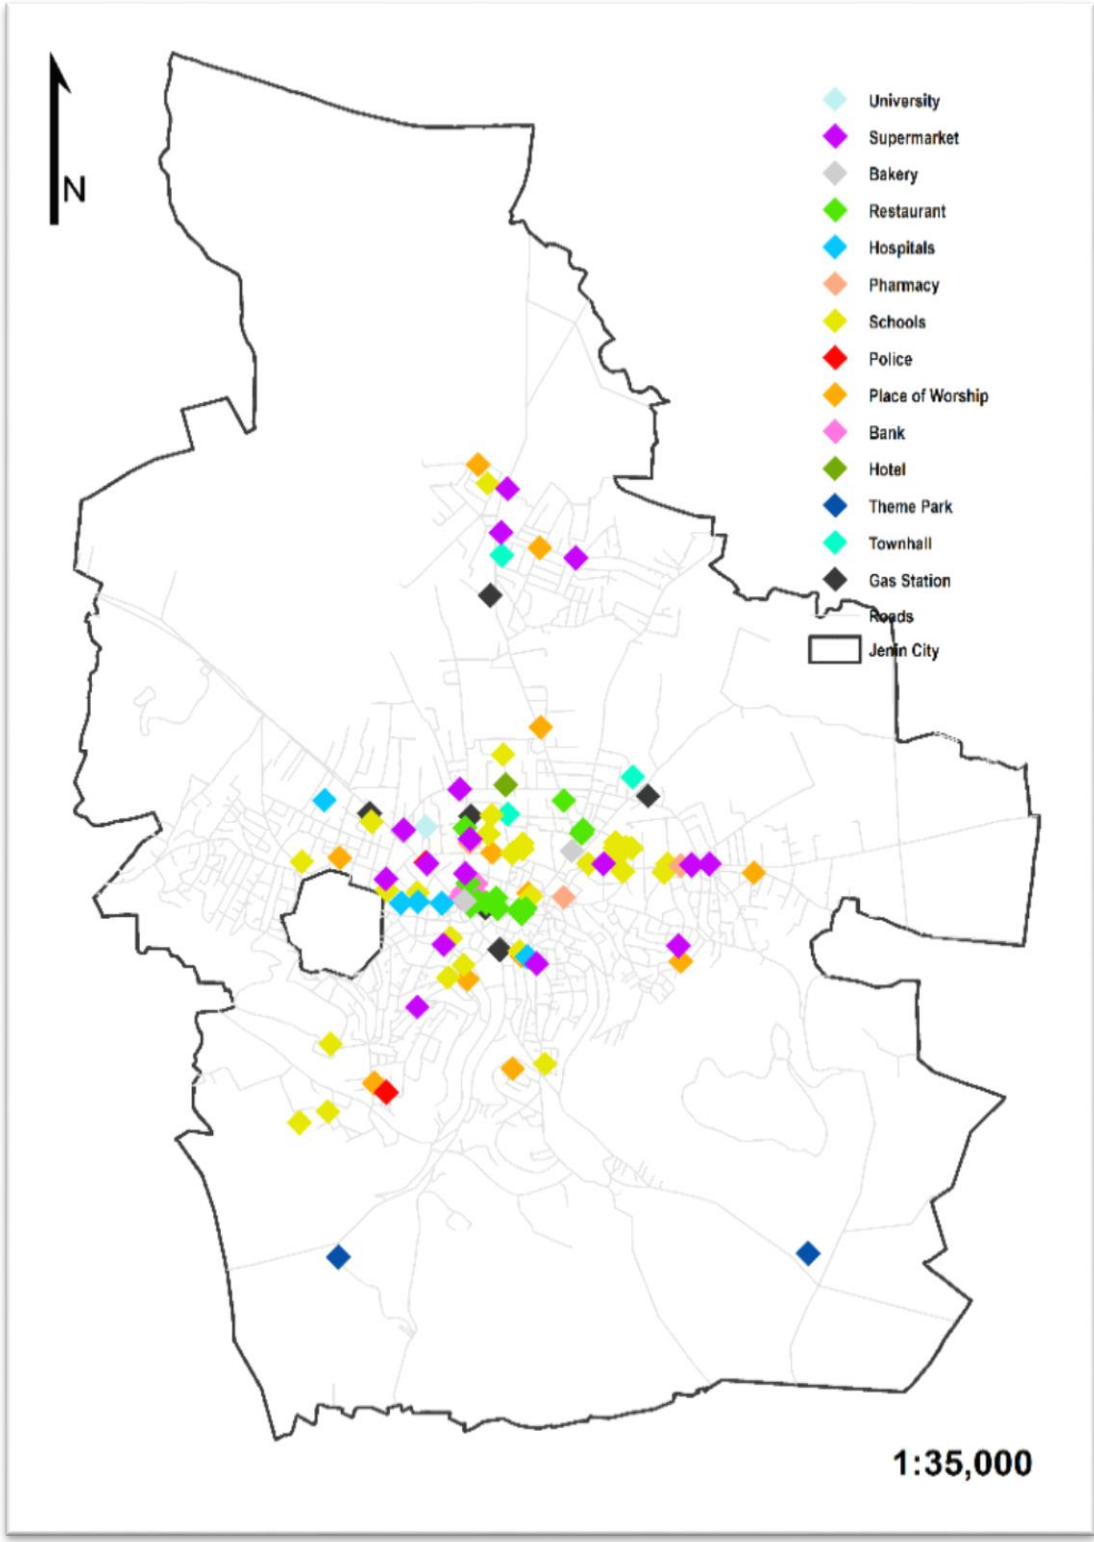 N
University
Supermarket
Bakery
Restaurant
Hospitals
Pharmacy
Schools
Police
Place of Worship
Bank
Hotel
Theme Park
Townhall
Gas Station
Roads
Jenin City
1:35,000